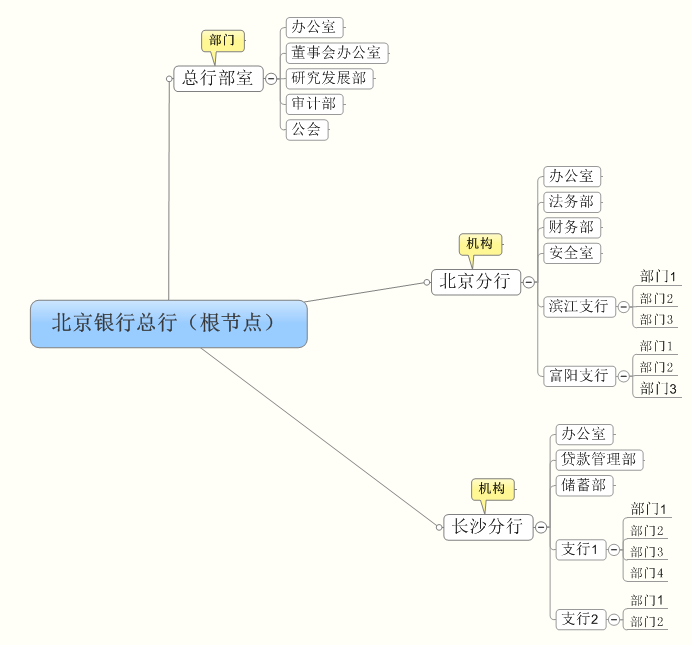 北京银行总行（根节点）
部门
总行部室
办公室
董事会办公室
研究发展部
审计部
公会
机构
北京分行
办公室
法务部
财务部
安全室
滨江支行
部门1
部门2
部门3
富阳支行
部门1
部门2
部门3
机构
长沙分行
办公室
贷款管理部
储蓄部
支行1
部门1
部门2
部门3
部门4
支行2
部门1
部门2